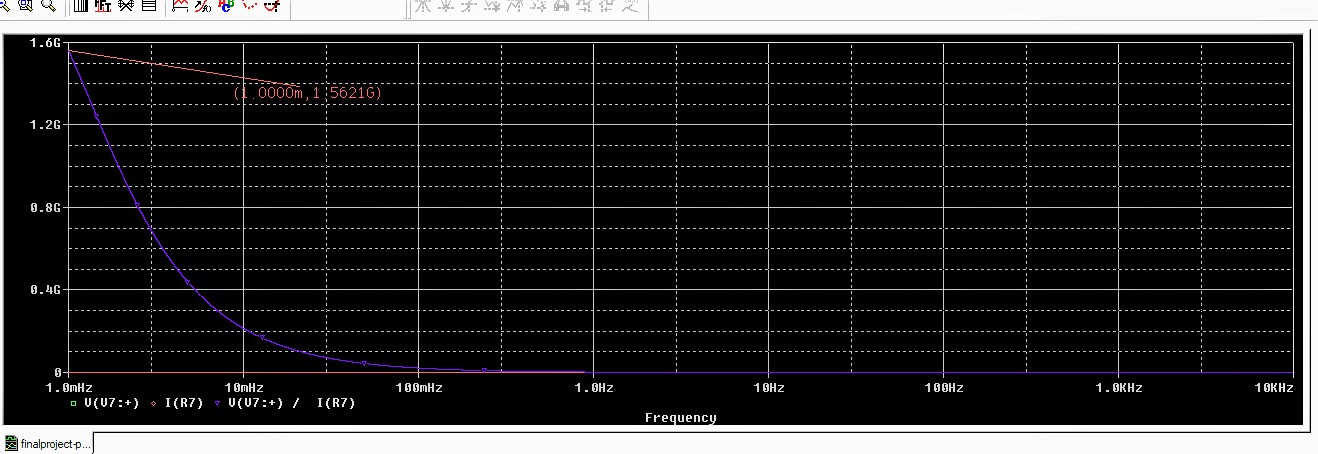 1.6G
(1.0000m,1.5621G)
1.2G
0.8G
0.4G
0
1.0mHz 10mHz 100mHz 1.0Hz 10Hz 100Hz 1.0KHz 10KHz
V(V7:+) I(R7) V(V7:+) / I(R7)
Frequency
finalproject-p...